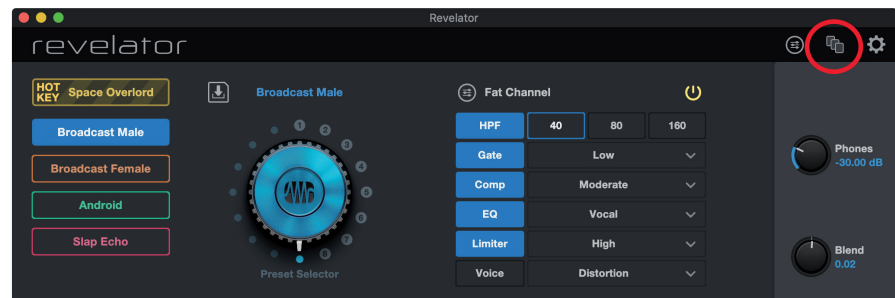 Revelator
revelator
HOT KEY Space Overlord
Broadcast Male
Broadcast Female
Android
Slap Echo
Broadcast Male
1
2
3
4
5
6
7
8
Preset Selector
Fat Channel
HPF 40 80 160
Gate Low
Comp Moderate
EQ Vocal
Limiter High
Voice Distortion
Phones
-30.00 dB
Blend
0.02